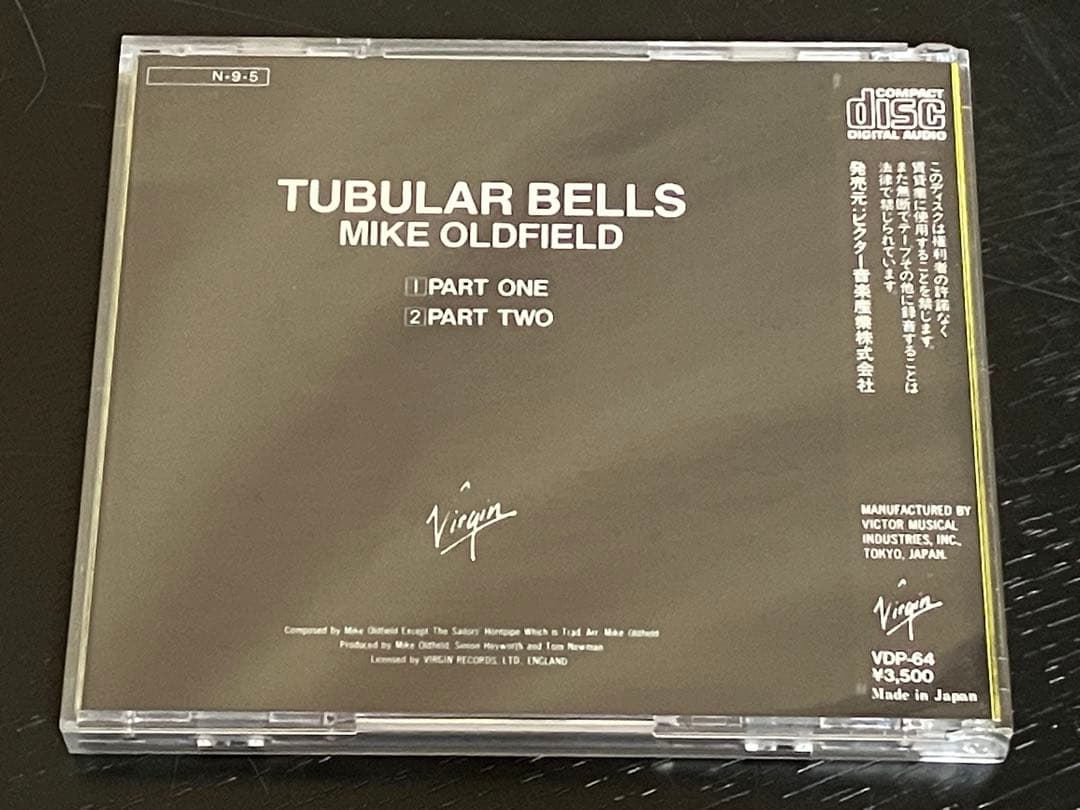 N-9-5
COMPACT
disc
DIGITAL AUDIO
TUBULAR BELLS
MIKE OLDFIELD
1 PART ONE
2 PART TWO
このディスクは権利者の許諾なく
賃貸業に使用することを禁じます。
また無断でテープその他に録音することは
法律で禁じられています。
発売元:ビクター音楽産業株式会社
Virgin
MANUFACTURED BY
VICTOR MUSICAL
INDUSTRIES, INC.,
TOKYO, JAPAN.
Virgin
VDP-64
¥3,500
Made in Japan
Composed by Mike Oldfield Except The Sailors' Hornpipe Which is Trad. Arr. Mike Oldfield
Produced by Mike Oldfield, Simon Heyworth and Tom Newman
Licensed by VIRGIN RECORDS, LTD. ENGLAND